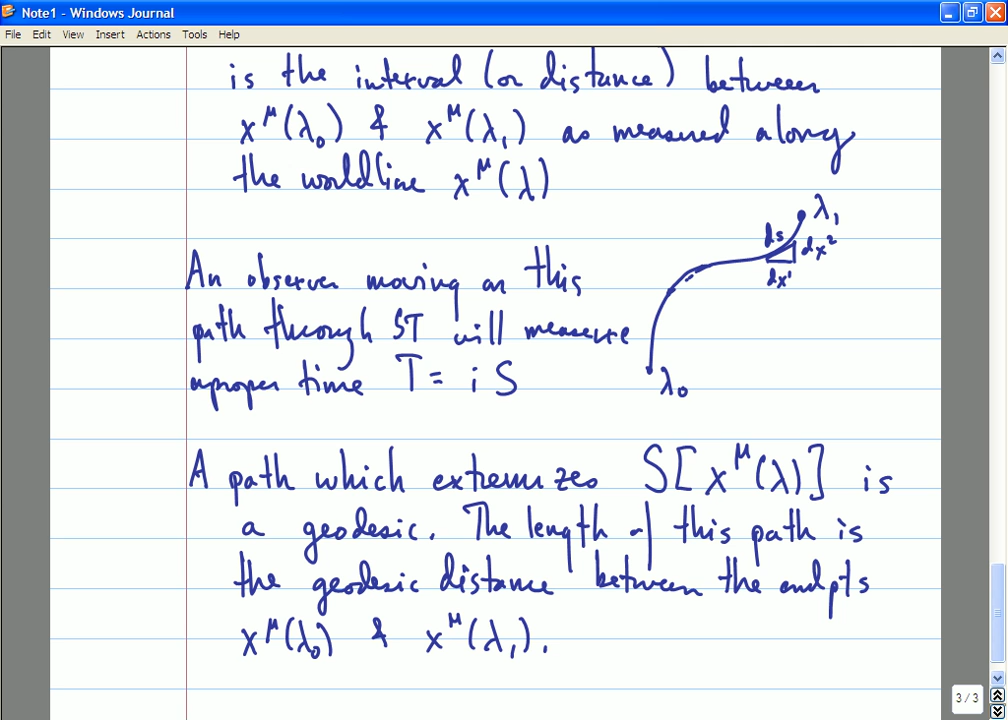 Note1 - Windows Journal
File Edit View Insert Actions Tools Help
is the interval (or distance) between
x^μ(λ₀) & x^μ(λ₁) as measured along
the worldline x^μ(λ)
λ₁
ds
dx²
dx¹
An observer moving on this
path through ST will measure
a proper time T = i S
λ₀
A path which extremizes S[x^μ(λ)] is
a geodesic. The length of this path is
the geodesic distance between the endpts
x^μ(λ₀) & x^μ(λ₁).
3 / 3